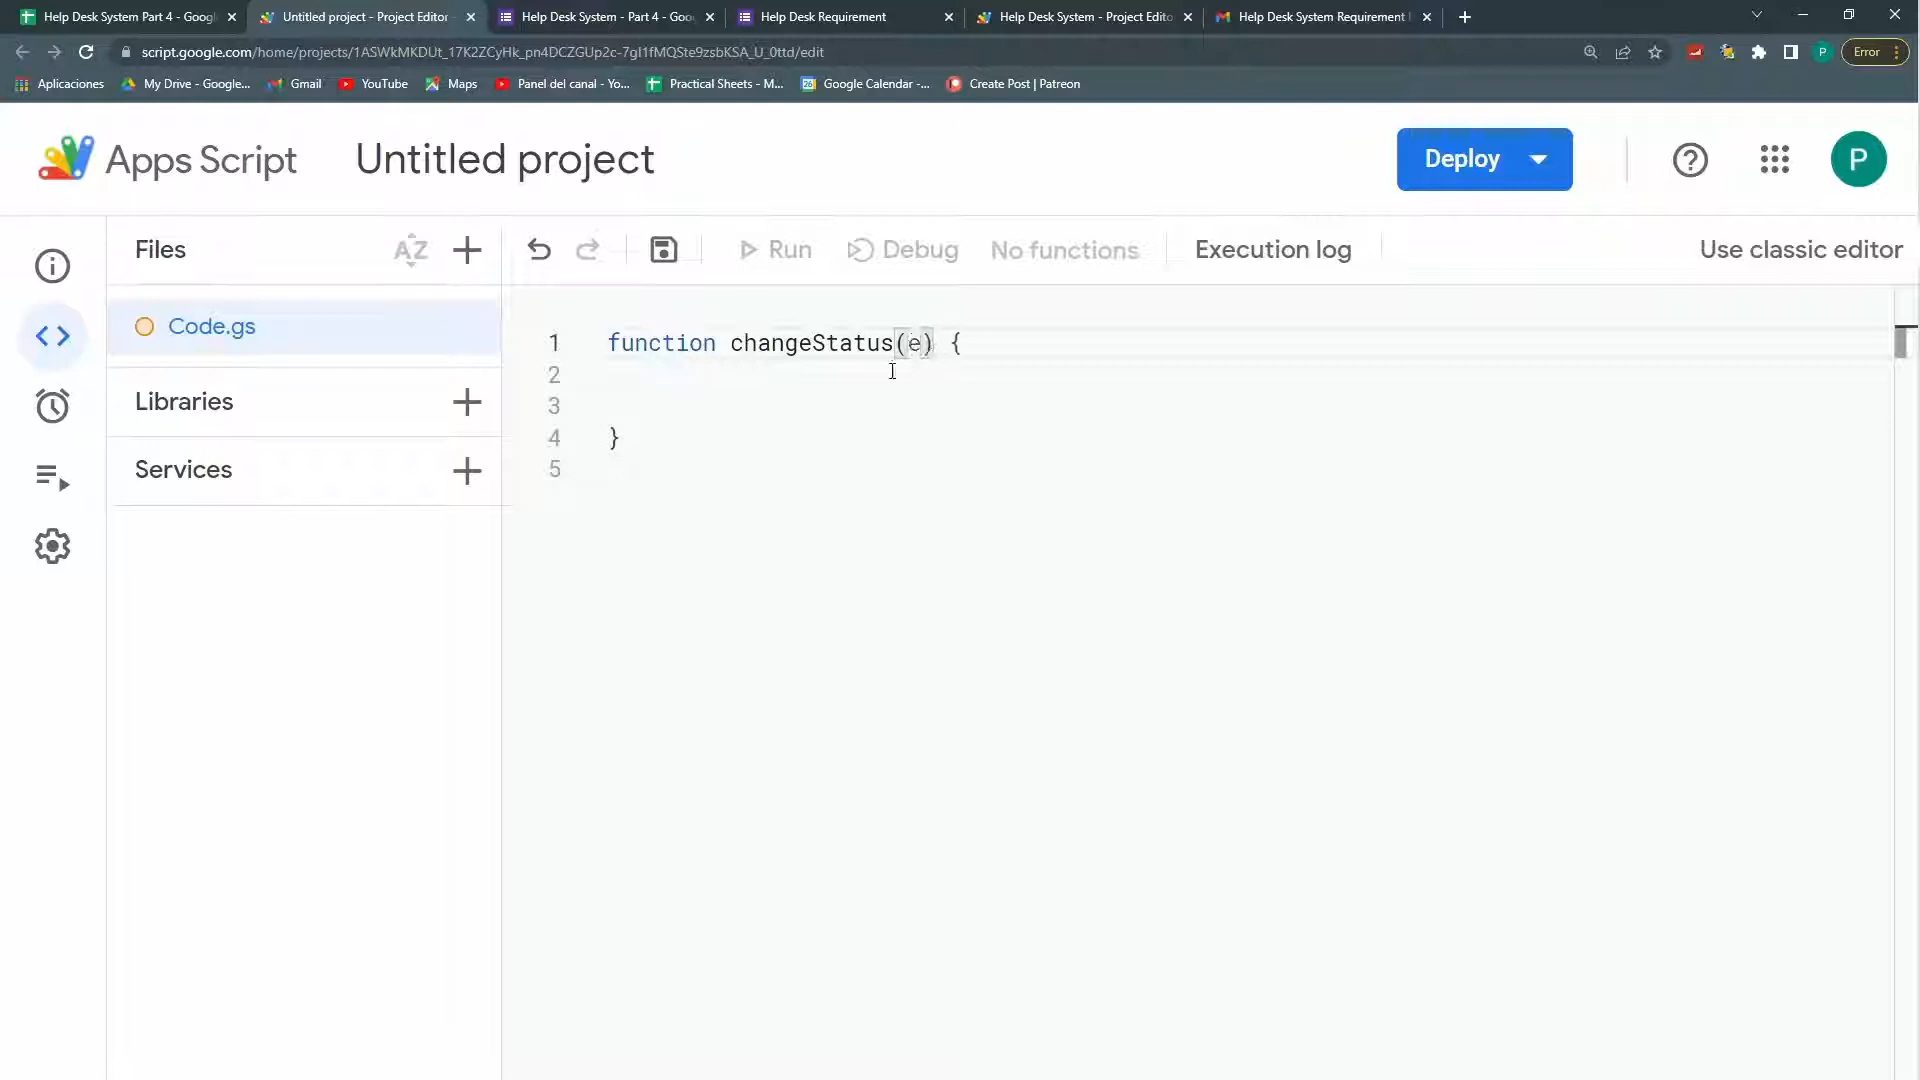 Help Desk System Part 4 - Goog
Untitled project - Project Editor
Help Desk System - Part 4 - Goo
Help Desk Requirement
Help Desk System - Project Edito
Help Desk System Requirement
script.google.com/home/projects/1ASWkMKDUt_17K2ZCyHk_pn4DCZGUp2c-7gI1fMQSte9zsbKSA_U_0ttd/edit
P
Error
Aplicaciones
My Drive - Google...
Gmail
YouTube
Maps
Panel del canal - Yo...
Practical Sheets - M...
Google Calendar -...
Create Post | Patreon
Apps Script
Untitled project
Deploy
P
Files
AZ
Run
Debug
No functions
Execution log
Use classic editor
Code.gs
Libraries
Services
1 function changeStatus(e) {
2
3
4 }
5